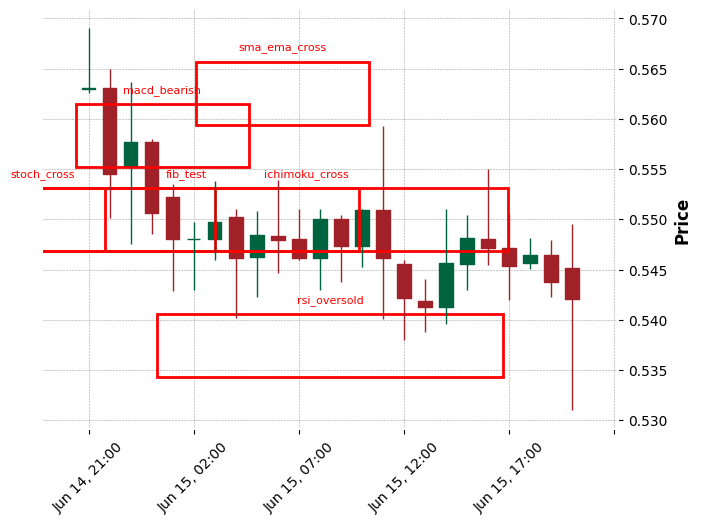 0.570
sma_ema_cross
0.565
macd_bearish
0.560
0.555
stoch_cross
fib_test
ichimoku_cross
0.550
Price
0.545
rsi_oversold
0.540
0.535
0.530
Jun 14, 21:00
Jun 15, 02:00
Jun 15, 07:00
Jun 15, 12:00
Jun 15, 17:00